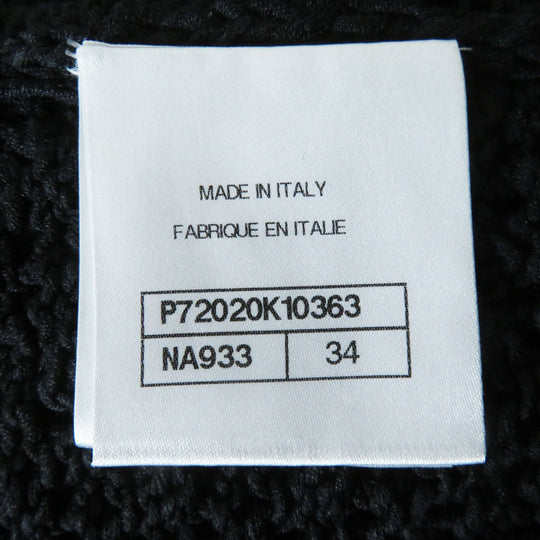 MADE IN ITALY
FABRIQUE EN ITALIE
P72020K10363
NA933 34